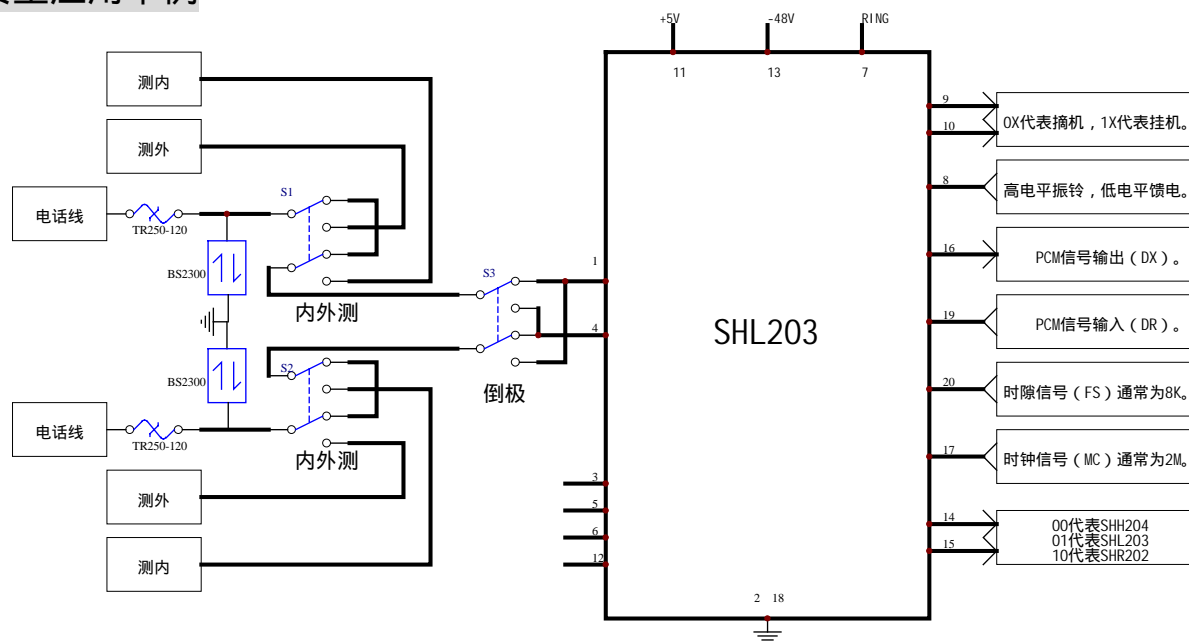 +5V
-48V
RING
11
13
7
测内
测外
电话线
TR250-120
S1
BS2300
内外测
BS2300
S2
内外测
电话线
TR250-120
测外
测内
S3
倒极
1
4
3
5
6
12
SHL203
2 18
9
10
0X代表摘机，1X代表挂机。
8
高电平振铃，低电平馈电。
16
PCM信号输出（DX）。
19
PCM信号输入（DR）。
20
时隙信号（FS）通常为8K。
17
时钟信号（MC）通常为2M。
14
15
00代表SHH204
01代表SHL203
10代表SHR202